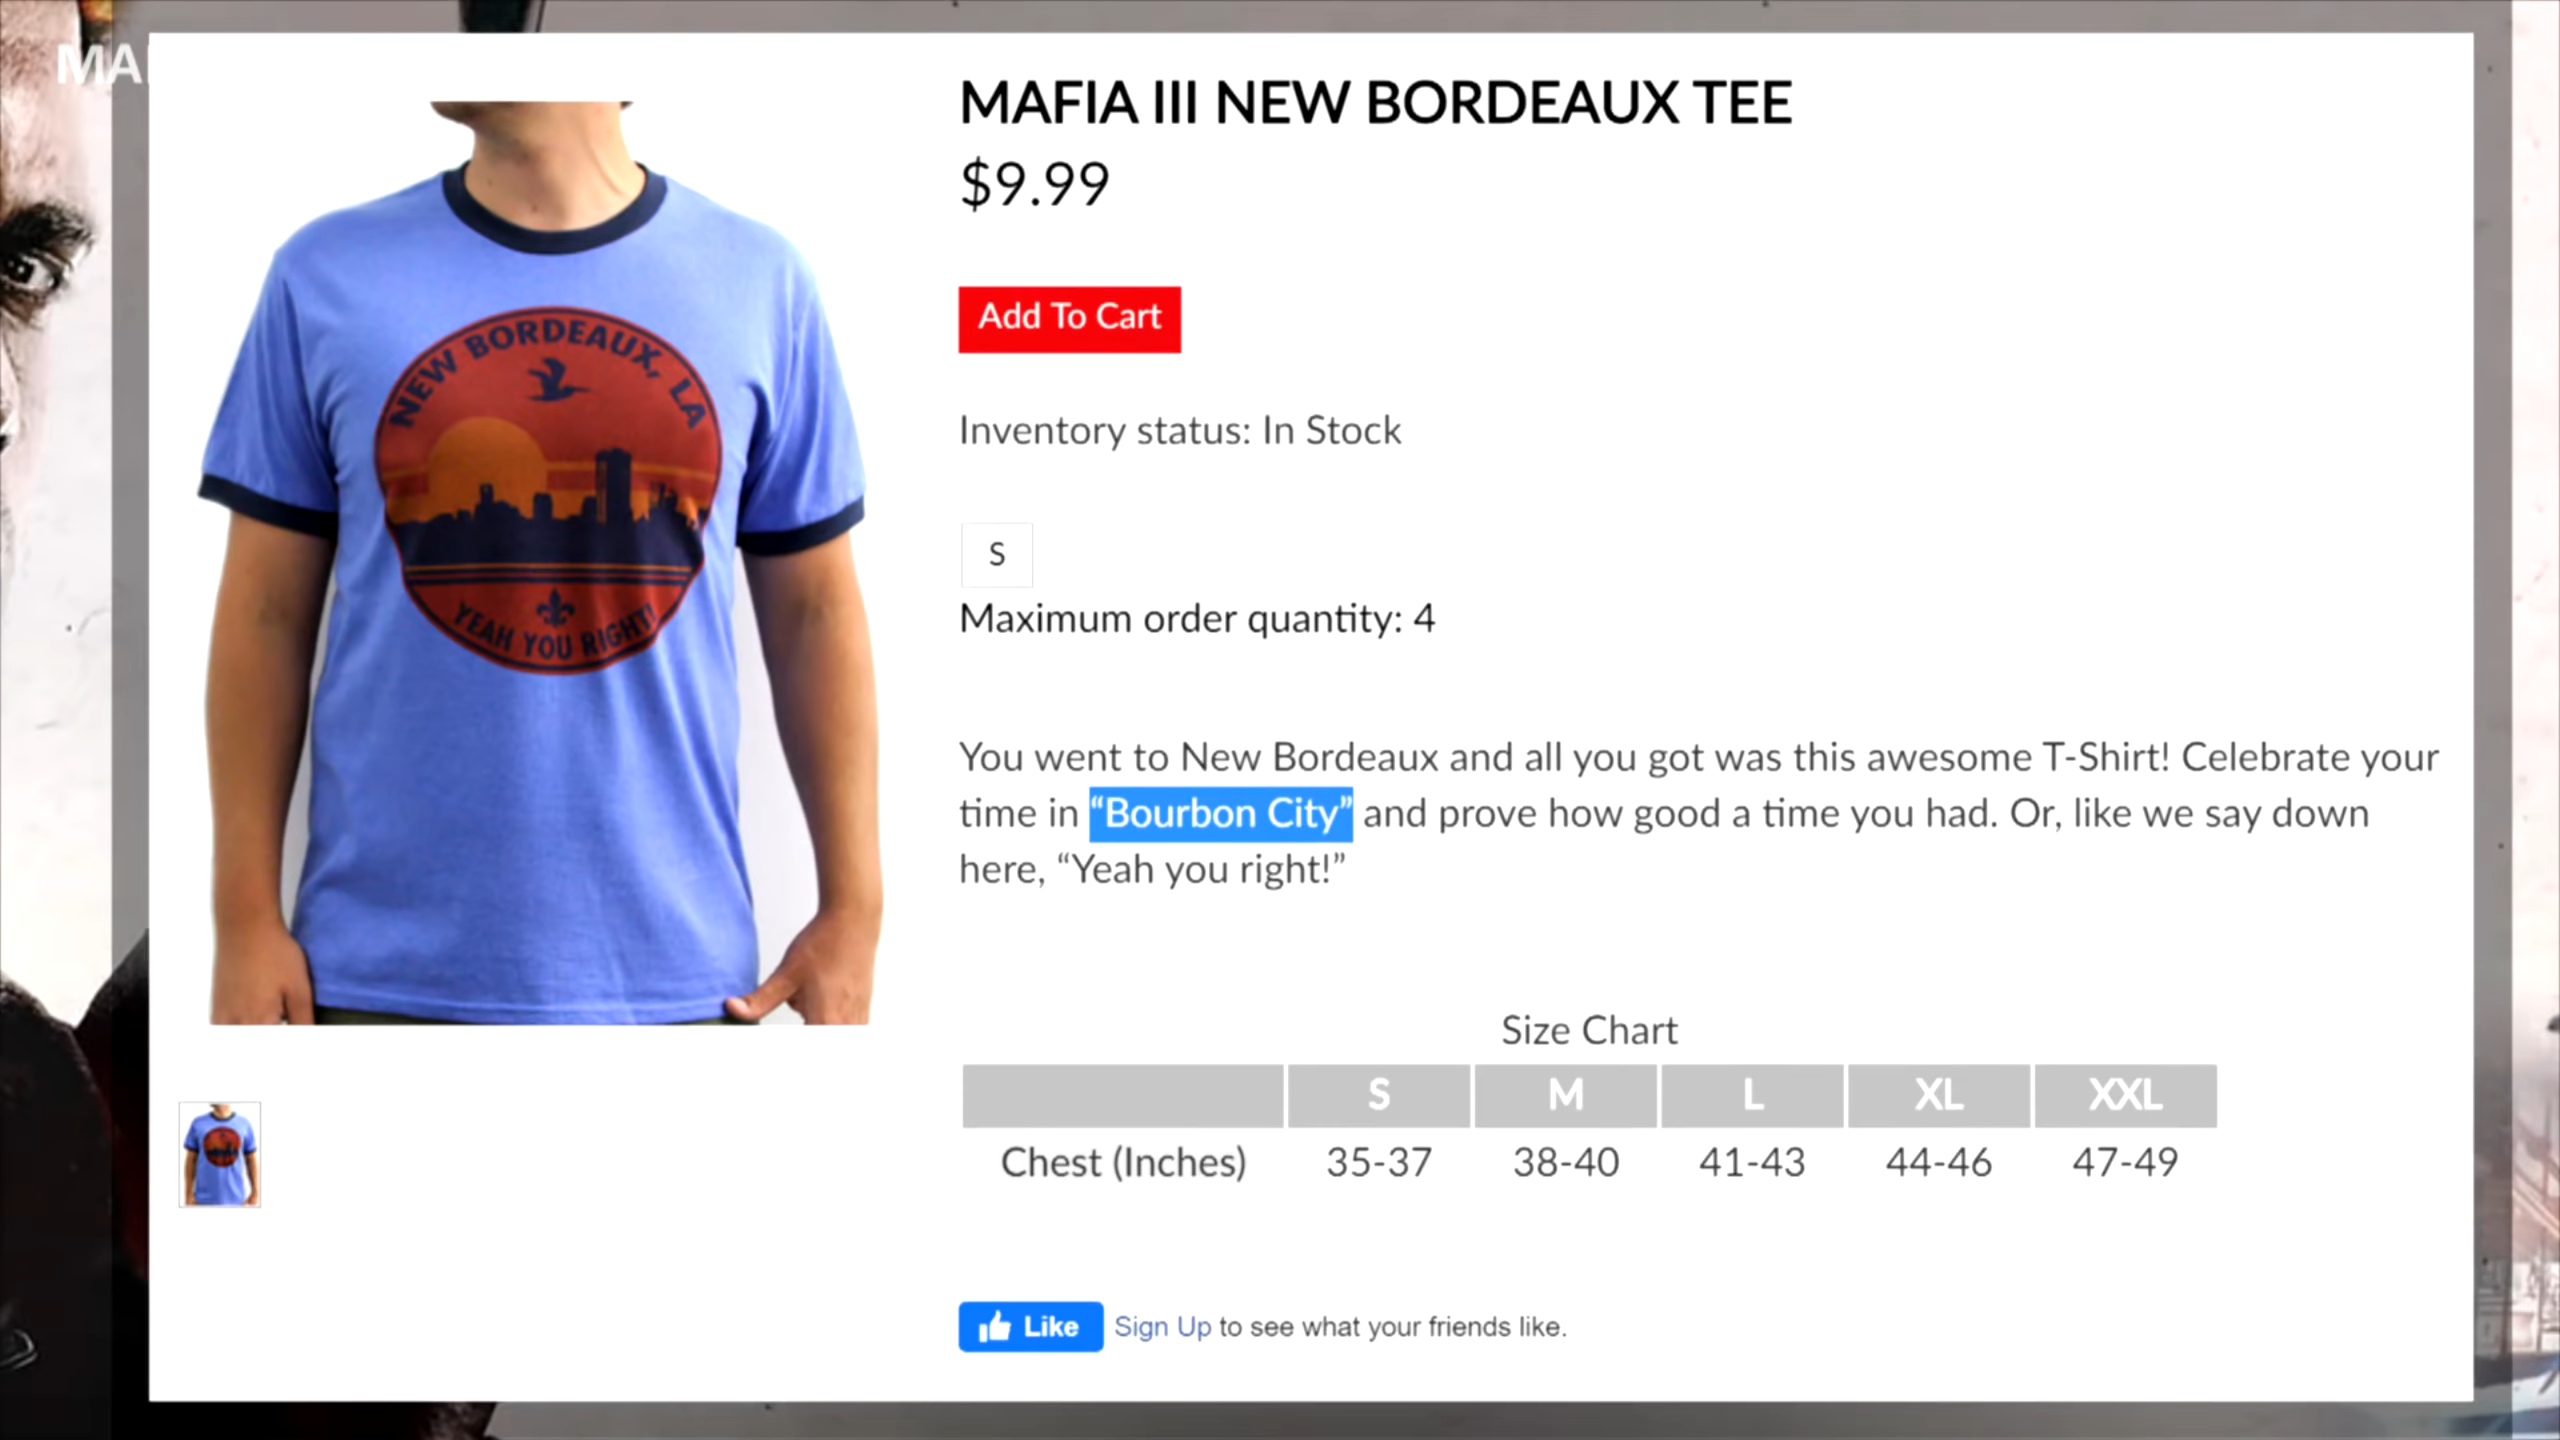 MAI
MAFIA III NEW BORDEAUX TEE
$9.99
Add To Cart
Inventory status: In Stock
S
Maximum order quantity: 4
You went to New Bordeaux and all you got was this awesome T-Shirt! Celebrate your
time in “Bourbon City” and prove how good a time you had. Or, like we say down
here, “Yeah you right!”
Size Chart
S M L XL XXL
Chest (Inches) 35-37 38-40 41-43 44-46 47-49
Like Sign Up to see what your friends like.
NEW BORDEAUX, LA
YEAH YOU RIGHT!